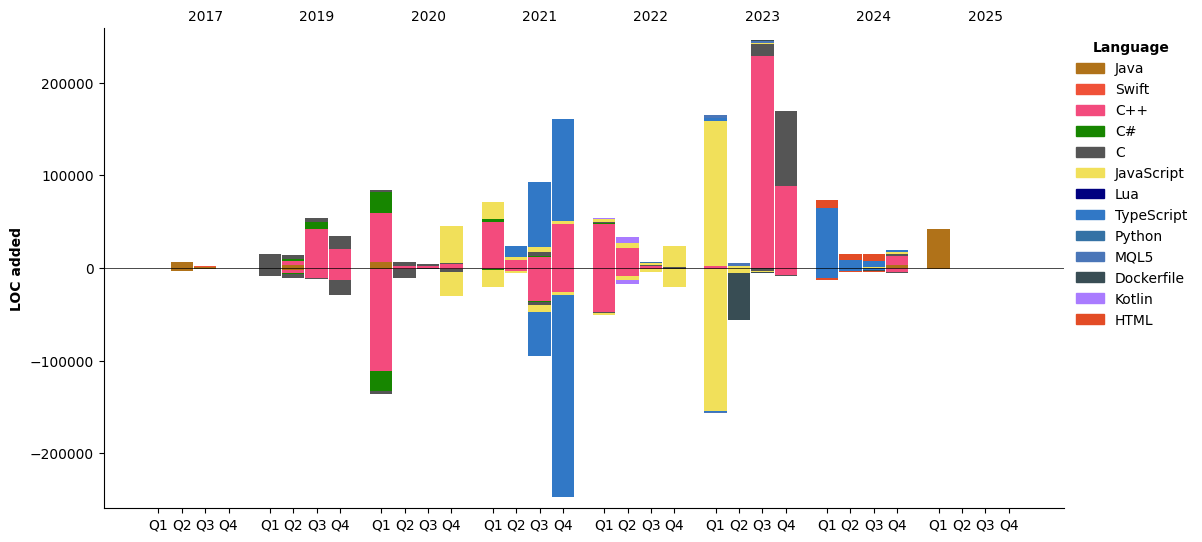 2017 2019 2020 2021 2022 2023 2024 2025
LOC added
200000
100000
0
−100000
−200000
Q1 Q2 Q3 Q4 Q1 Q2 Q3 Q4 Q1 Q2 Q3 Q4 Q1 Q2 Q3 Q4 Q1 Q2 Q3 Q4 Q1 Q2 Q3 Q4 Q1 Q2 Q3 Q4 Q1 Q2 Q3 Q4
Language
Java
Swift
C++
C#
C
JavaScript
Lua
TypeScript
Python
MQL5
Dockerfile
Kotlin
HTML